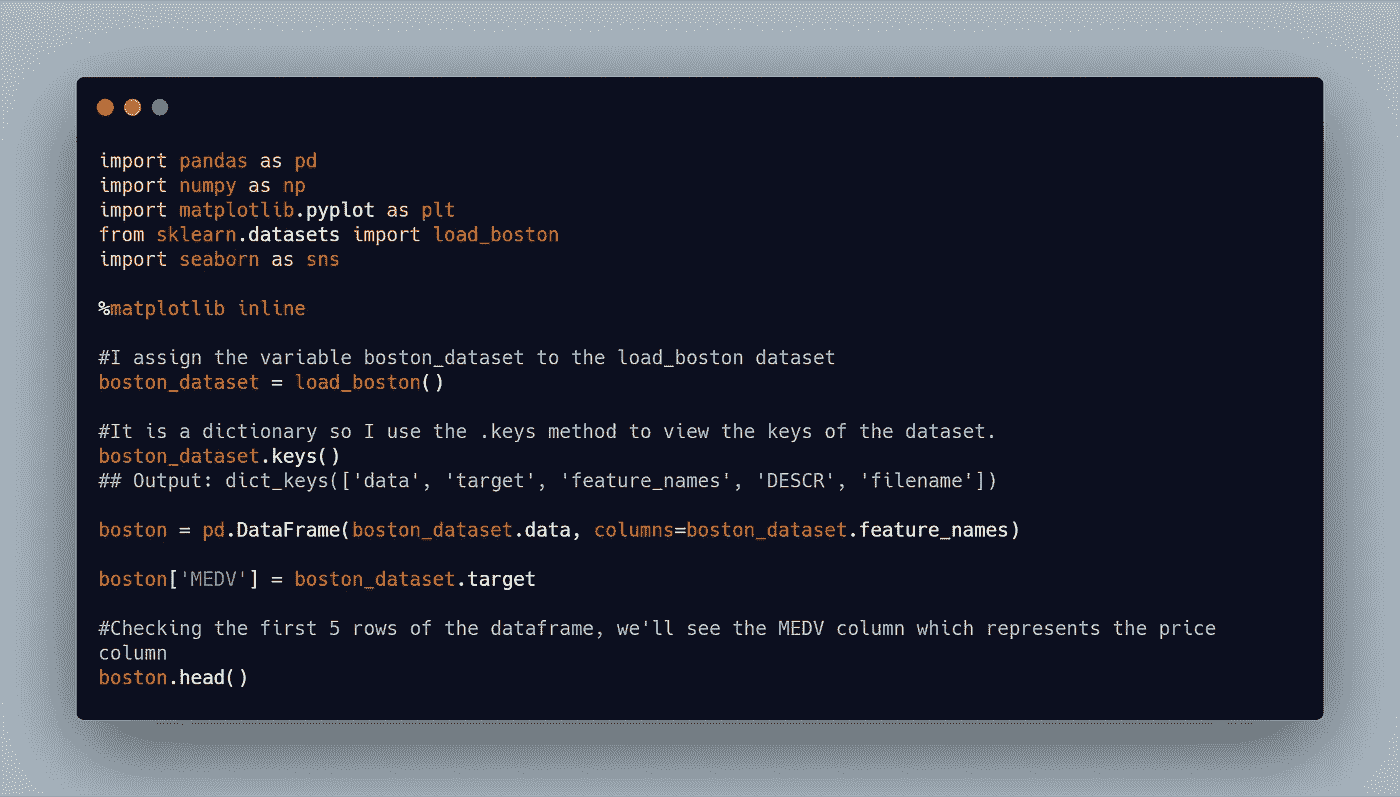 import pandas as pd
import numpy as np
import matplotlib.pyplot as plt
from sklearn.datasets import load_boston
import seaborn as sns
%matplotlib inline
#I assign the variable boston_dataset to the load_boston dataset
boston_dataset = load_boston()
#It is a dictionary so I use the .keys method to view the keys of the dataset.
boston_dataset.keys()
## Output: dict_keys(['data', 'target', 'feature_names', 'DESCR', 'filename'])
boston = pd.DataFrame(boston_dataset.data, columns=boston_dataset.feature_names)
boston['MEDV'] = boston_dataset.target
#Checking the first 5 rows of the dataframe, we'll see the MEDV column which represents the price
column
boston.head()